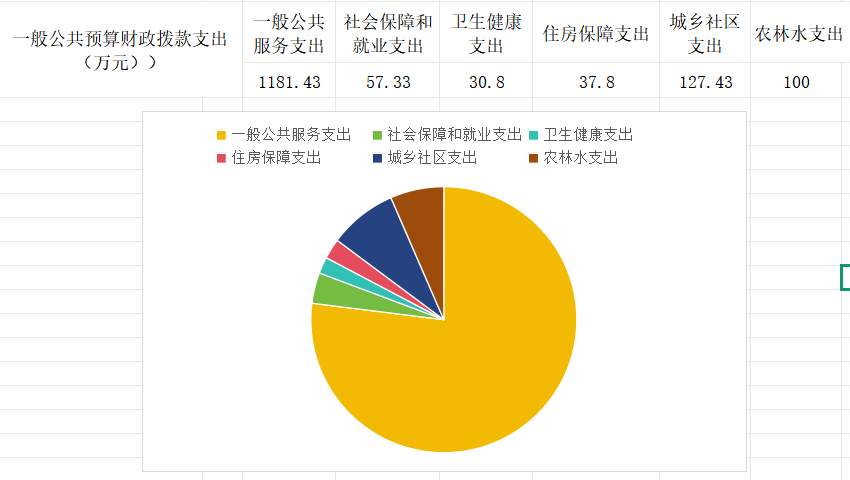 一般公共预算财政拨款支出
（万元））
一般公共
服务支出
社会保障和
就业支出
卫生健康
支出
住房保障支出
城乡社区
支出
农林水支出
1181.43
57.33
30.8
37.8
127.43
100
一般公共服务支出
社会保障和就业支出
卫生健康支出
住房保障支出
城乡社区支出
农林水支出